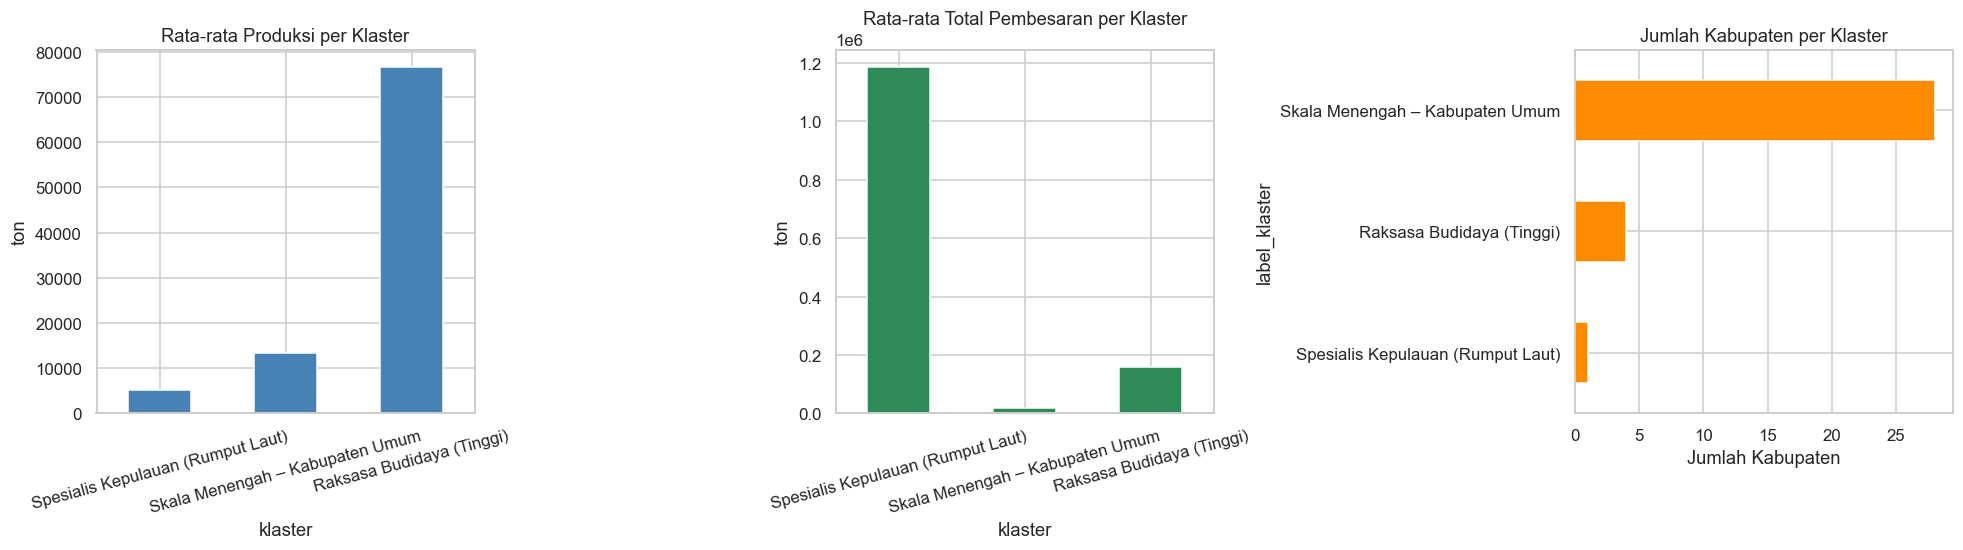 Rata-rata Produksi per Klaster
80000
70000
60000
50000
40000
30000
20000
10000
0
ton
Spesialis Kepulauan (Rumput Laut)
Skala Menengah – Kabupaten Umum
Raksasa Budidaya (Tinggi)
klaster
Rata-rata Total Pembesaran per Klaster
1e6
1.2
1.0
0.8
0.6
0.4
0.2
0.0
ton
Spesialis Kepulauan (Rumput Laut)
Skala Menengah – Kabupaten Umum
Raksasa Budidaya (Tinggi)
klaster
Jumlah Kabupaten per Klaster
label_klaster
Skala Menengah – Kabupaten Umum
Raksasa Budidaya (Tinggi)
Spesialis Kepulauan (Rumput Laut)
0 5 10 15 20 25
Jumlah Kabupaten